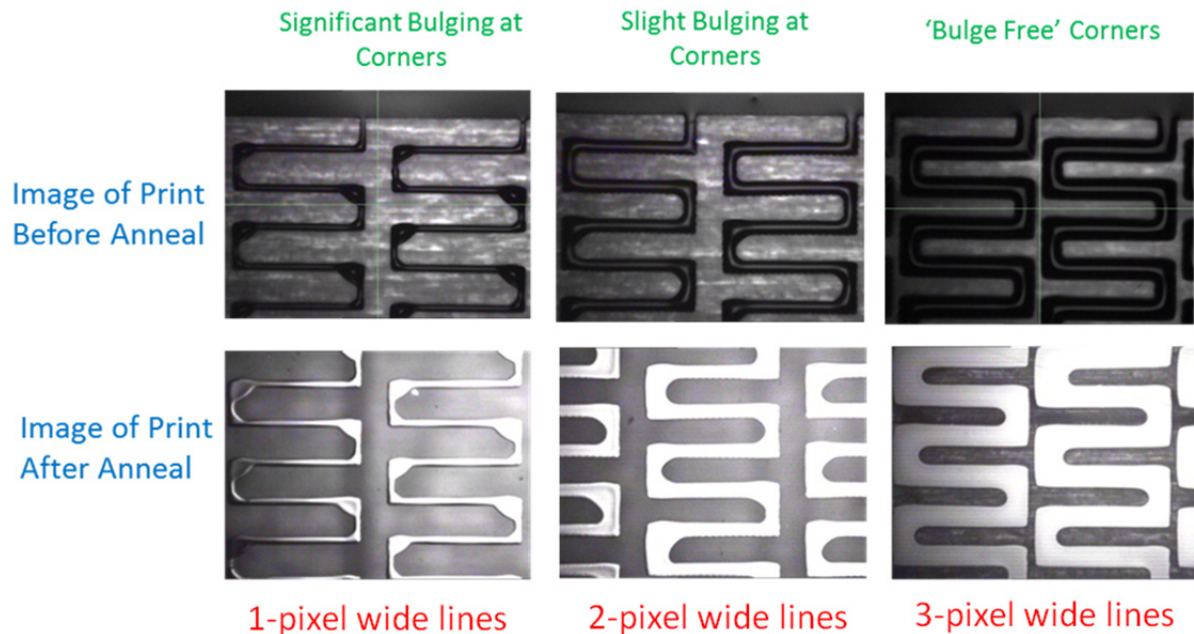 Significant Bulging at
Corners
Slight Bulging at
Corners
‘Bulge Free’ Corners
Image of Print
Before Anneal
Image of Print
After Anneal
1-pixel wide lines
2-pixel wide lines
3-pixel wide lines